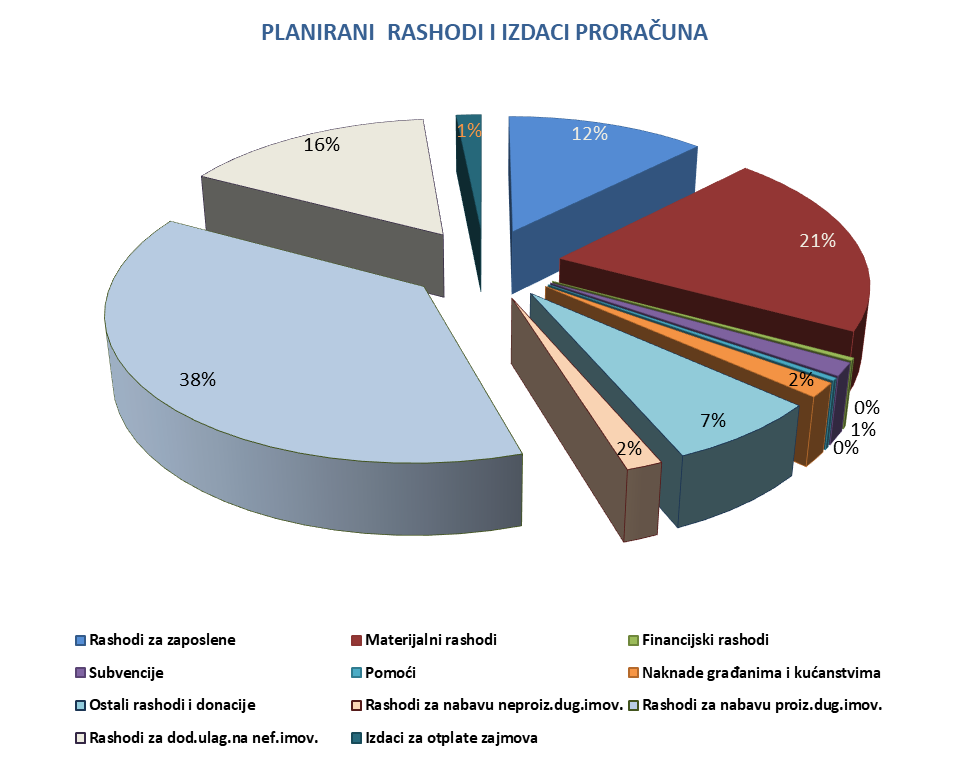 PLANIRANI  RASHODI I IZDACI PRORAČUNA
1%
12%
16%
21%
38%
2%
0%
7%
1%
2%
0%
Rashodi za zaposlene
Materijalni rashodi
Financijski rashodi
Subvencije
Pomoći
Naknade građanima i kućanstvima
Ostali rashodi i donacije
Rashodi za nabavu neproiz.dug.imov.
Rashodi za nabavu proiz.dug.imov.
Rashodi za dod.ulag.na nef.imov.
Izdaci za otplate zajmova